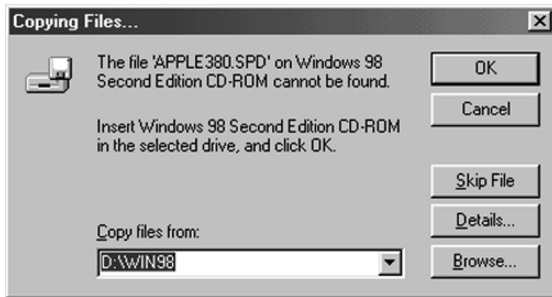 Copying Files...
The file 'APPLE380.SPD' on Windows 98
Second Edition CD-ROM cannot be found.
Insert Windows 98 Second Edition CD-ROM
in the selected drive, and click OK.
Copy files from:
D:\WIN98
OK
Cancel
Skip File
Details...
Browse...